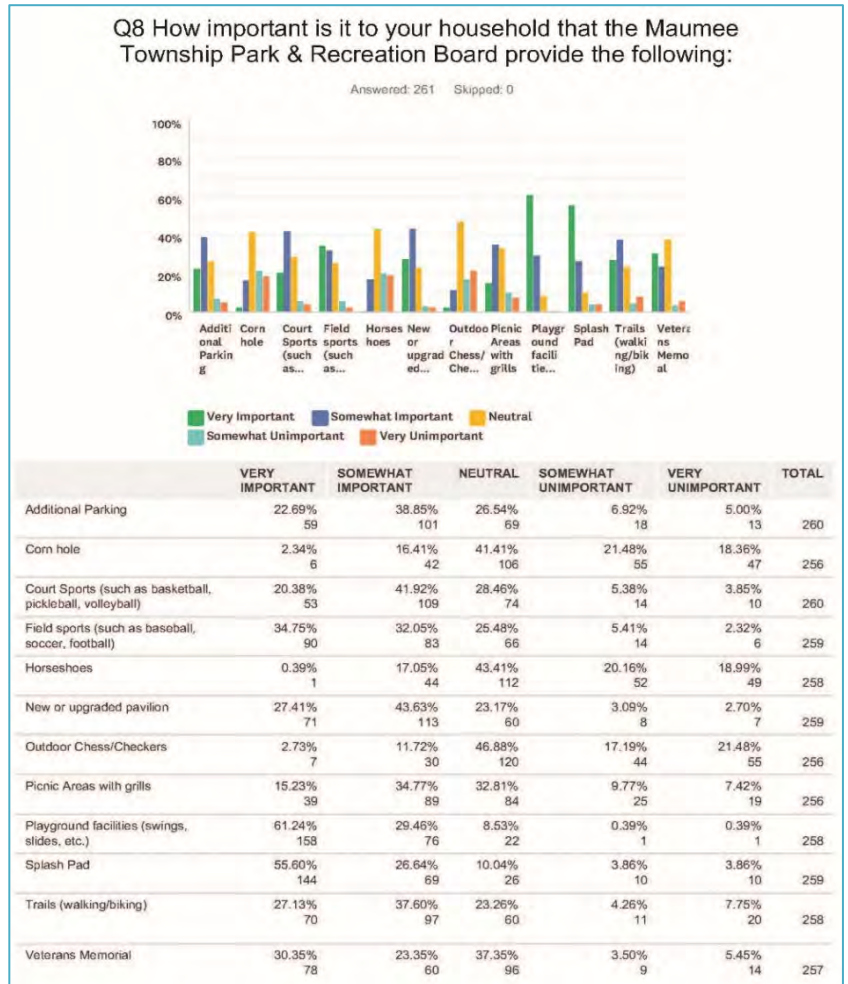 Q8 How important is it to your household that the Maumee
Township Park & Recreation Board provide the following:
Answered: 261 Skipped: 0
100%
80%
60%
40%
20%
0%
Additi Corn Court Field Horses New Outdoo Picnic Playgr Splash Trails Vetera
onal hole Sports sports hoes or r Areas ound Pad (walki ns
Parkin (such (such upgrad Chess/ with facili ng/bik Memo
g as... as... ed... Che... grills tie... ing) al
Very Important Somewhat Important Neutral
Somewhat Unimportant Very Unimportant
VERY SOMEWHAT NEUTRAL SOMEWHAT VERY TOTAL
IMPORTANT IMPORTANT UNIMPORTANT UNIMPORTANT
Additional Parking 22.69% 38.85% 26.54% 6.92% 5.00%
59 101 69 18 13 260
Corn hole 2.34% 16.41% 41.41% 21.48% 18.36%
6 42 106 55 47 256
Court Sports (such as basketball, 20.38% 41.92% 28.46% 5.38% 3.85%
pickleball, volleyball) 53 109 74 14 10 260
Field sports (such as baseball, 34.75% 32.05% 25.48% 5.41% 2.32%
soccer, football) 90 83 66 14 6 259
Horseshoes 0.39% 17.05% 43.41% 20.16% 18.99%
1 44 112 52 49 258
New or upgraded pavilion 27.41% 43.63% 23.17% 3.09% 2.70%
71 113 60 8 7 259
Outdoor Chess/Checkers 2.73% 11.72% 46.88% 17.19% 21.48%
7 30 120 44 55 256
Picnic Areas with grills 15.23% 34.77% 32.81% 9.77% 7.42%
39 89 84 25 19 256
Playground facilities (swings, 61.24% 29.46% 8.53% 0.39% 0.39%
slides, etc.) 158 76 22 1 1 258
Splash Pad 55.60% 26.64% 10.04% 3.86% 3.86%
144 69 26 10 10 259
Trails (walking/biking) 27.13% 37.60% 23.26% 4.26% 7.75%
70 97 60 11 20 258
Veterans Memorial 30.35% 23.35% 37.35% 3.50% 5.45%
78 60 96 9 14 257